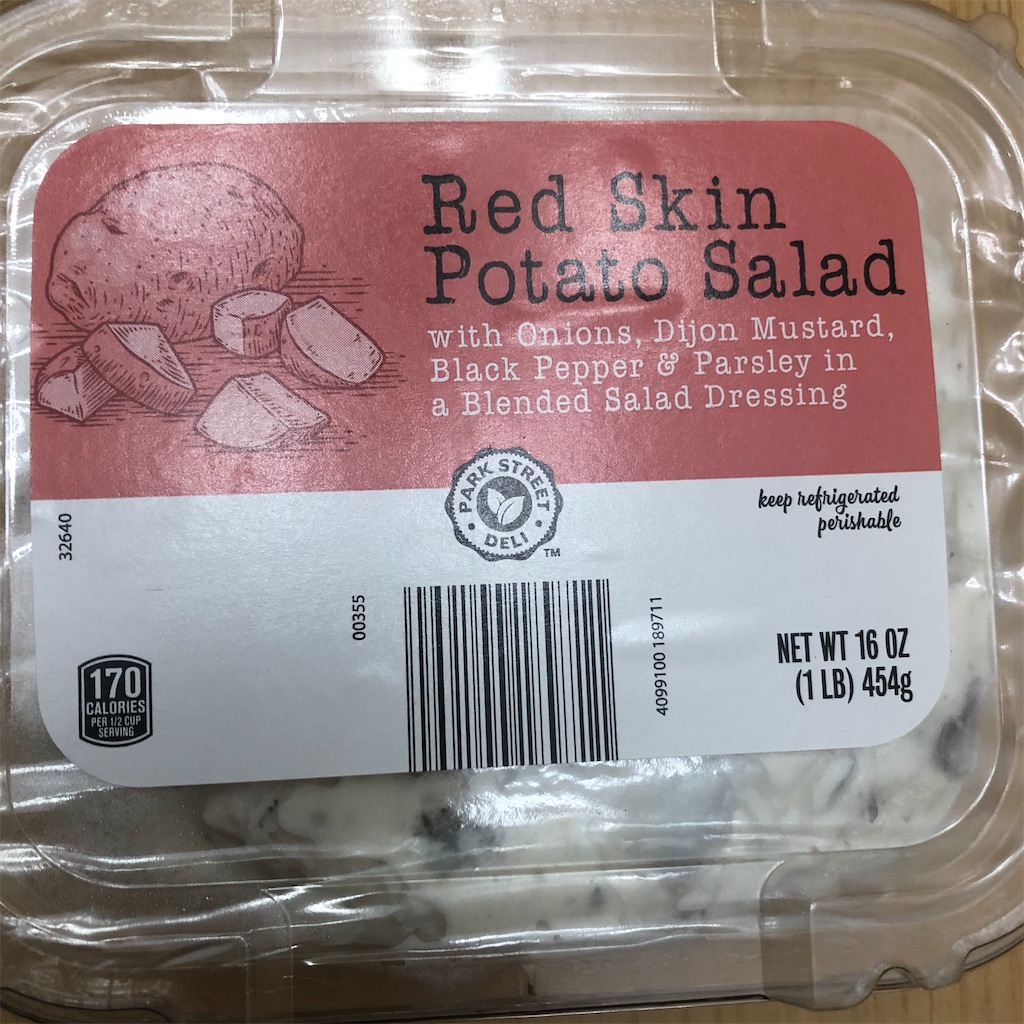 Red Skin
Potato Salad
with Onions, Dijon Mustard,
Black Pepper & Parsley in
a Blended Salad Dressing
PARK STREET
DELI
TM
keep refrigerated
perishable
32640
00355
4099100 189711
170
CALORIES
PER 1/2 CUP
SERVING
NET WT 16 OZ
(1 LB) 454g